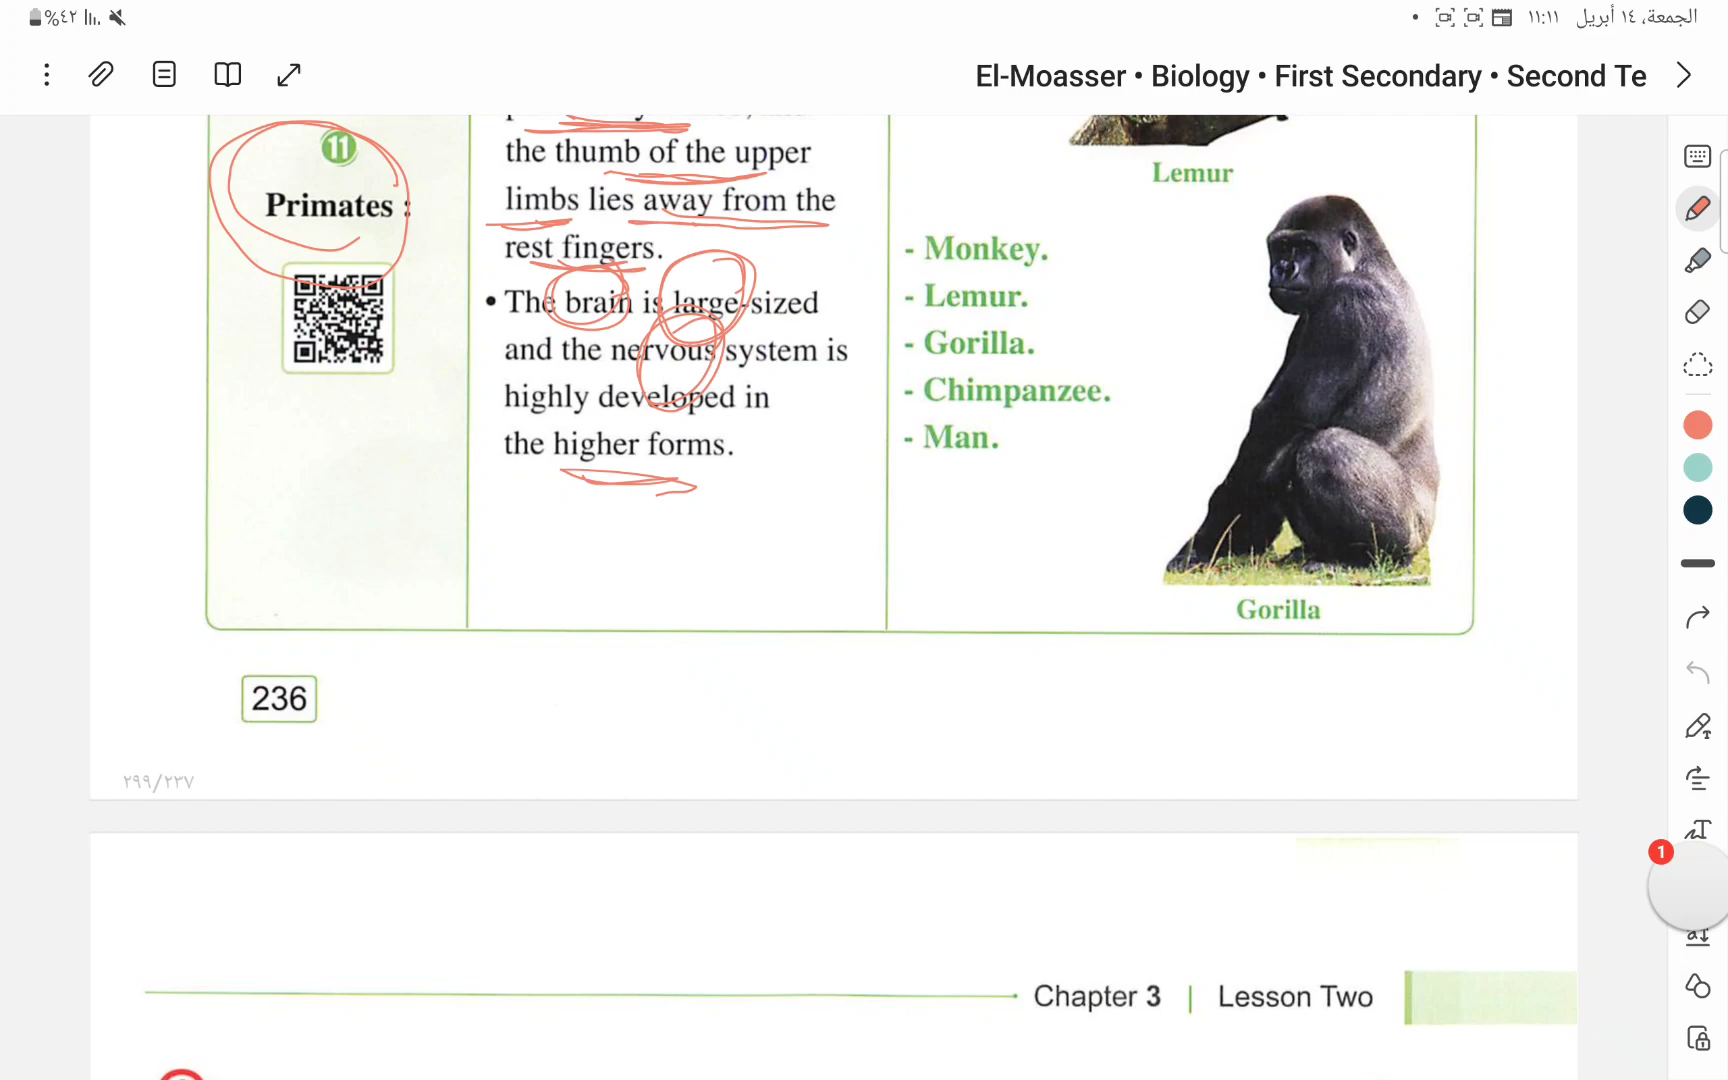 %٤٢
الجمعة، ١٤ أبريل ١١:١١
El-Moasser • Biology • First Secondary • Second Te
11
Primates :
the thumb of the upper
limbs lies away from the
rest fingers.
• The brain is large-sized
and the nervous system is
highly developed in
the higher forms.
Lemur
- Monkey.
- Lemur.
- Gorilla.
- Chimpanzee.
- Man.
Gorilla
236
٢٩٩/٢٣٧
1
Chapter 3 | Lesson Two